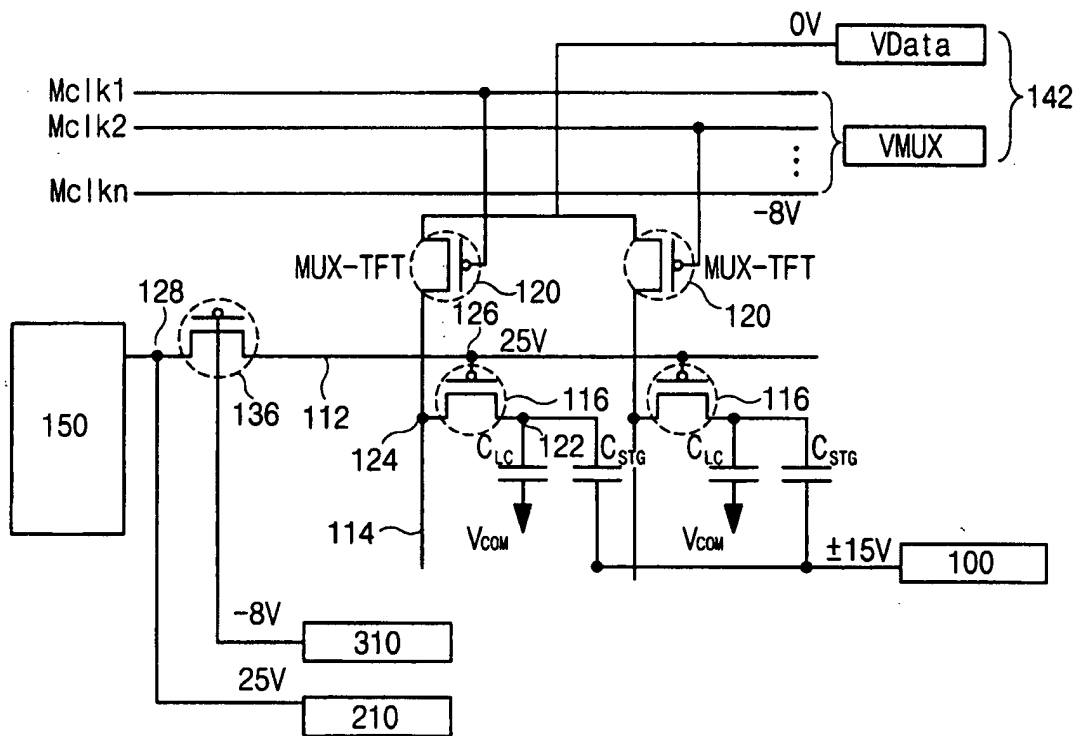 0V
VData
142
Mclk1
Mclk2
VMUX
Mclkn
-8V
MUX-TFT
MUX-TFT
120
120
128
126
25V
150
136
112
116
116
124
CLC
122
CSTG
CLC
CSTG
114
VCOM
VCOM
±15V
100
-8V
310
25V
210